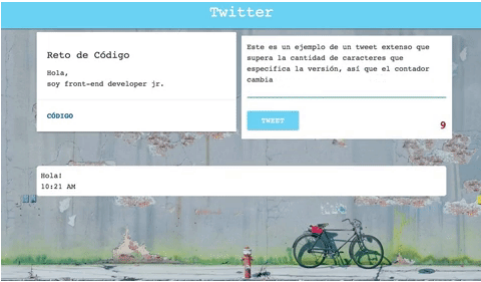 Twitter
Reto de Código
Hola,
soy front-end developer jr.
CÓDIGO
Este es un ejemplo de un tweet extenso que
supera la cantidad de caracteres que
especifica la versión, así que el contador
cambia
TWEET
9
Hola!
10:21 AM